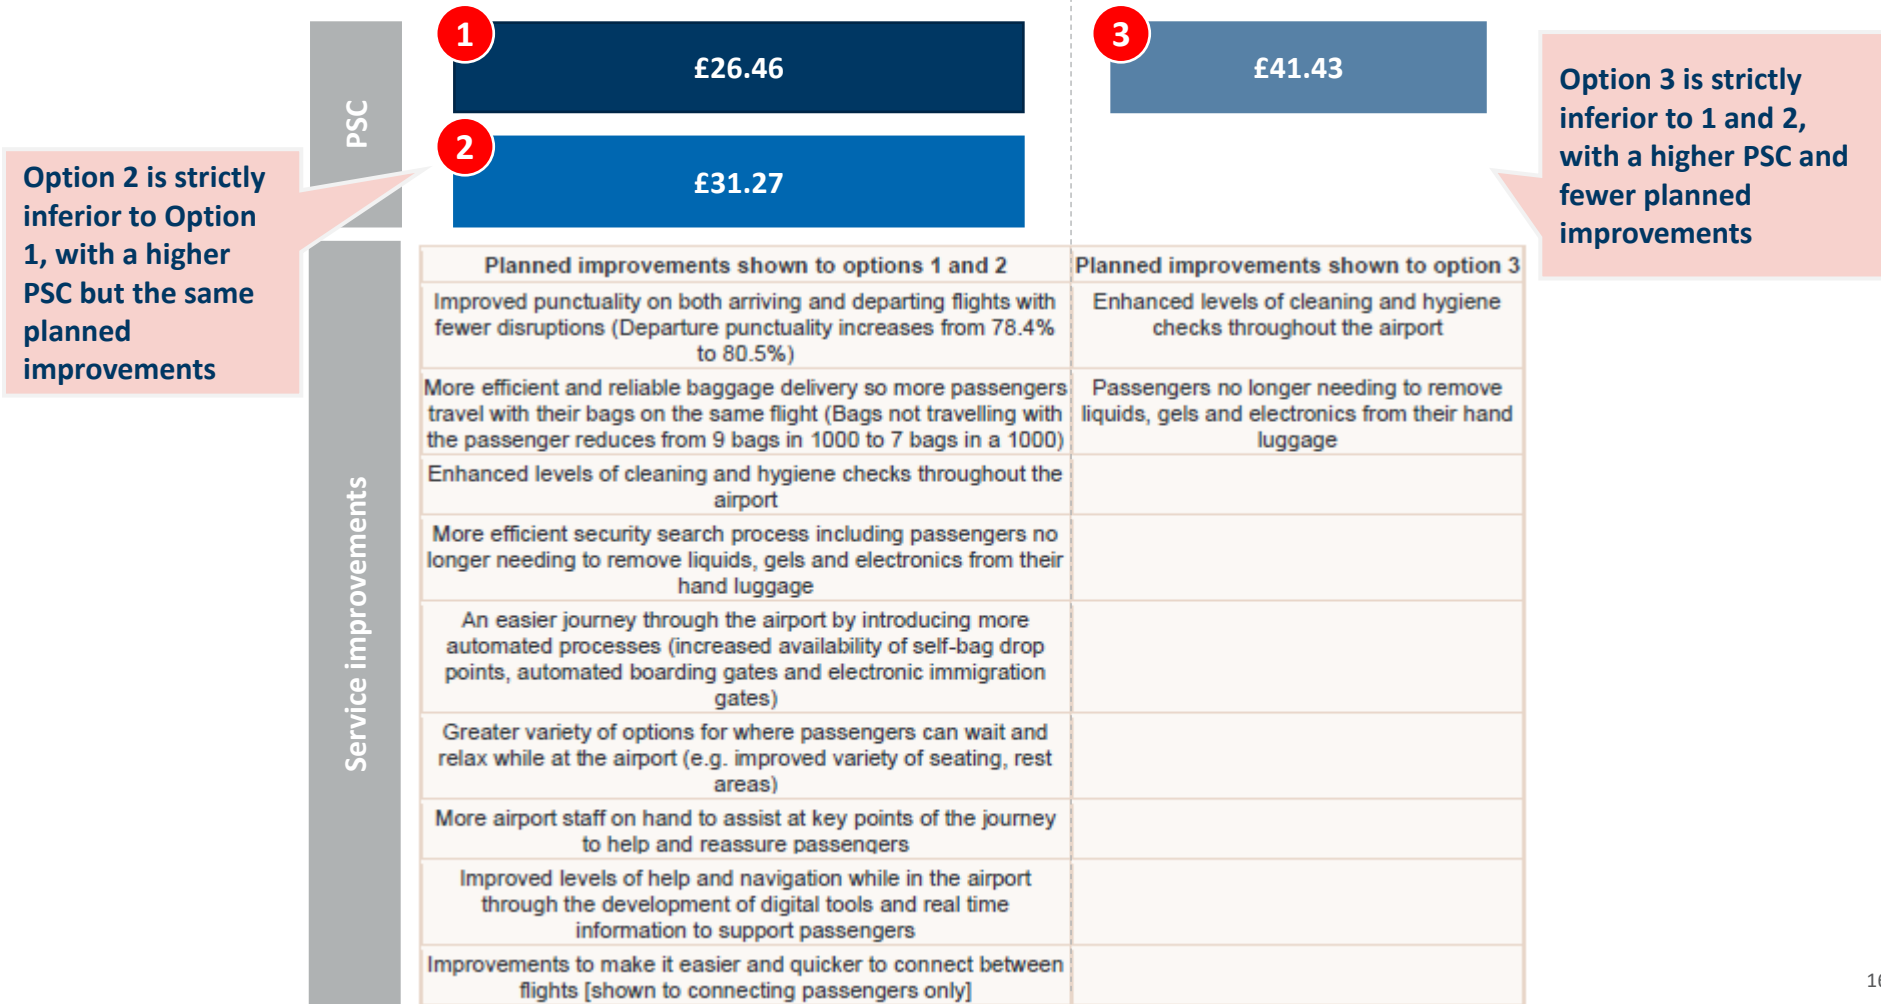 1
£26.46
3
£41.43
Option 3 is strictly
inferior to 1 and 2,
with a higher PSC and
fewer planned
improvements
PSC
2
£31.27
Option 2 is strictly
inferior to Option
1, with a higher
PSC but the same
planned
improvements
Planned improvements shown to options 1 and 2
Planned improvements shown to option 3
Improved punctuality on both arriving and departing flights with
fewer disruptions (Departure punctuality increases from 78.4%
to 80.5%)
Enhanced levels of cleaning and hygiene
checks throughout the airport
More efficient and reliable baggage delivery so more passengers
travel with their bags on the same flight (Bags not travelling with
the passenger reduces from 9 bags in 1000 to 7 bags in a 1000)
Passengers no longer needing to remove
liquids, gels and electronics from their hand
luggage
Service improvements
Enhanced levels of cleaning and hygiene checks throughout the
airport
More efficient security search process including passengers no
longer needing to remove liquids, gels and electronics from their
hand luggage
An easier journey through the airport by introducing more
automated processes (increased availability of self-bag drop
points, automated boarding gates and electronic immigration
gates)
Greater variety of options for where passengers can wait and
relax while at the airport (e.g. improved variety of seating, rest
areas)
More airport staff on hand to assist at key points of the journey
to help and reassure passengers
Improved levels of help and navigation while in the airport
through the development of digital tools and real time
information to support passengers
Improvements to make it easier and quicker to connect between
flights [shown to connecting passengers only]
16